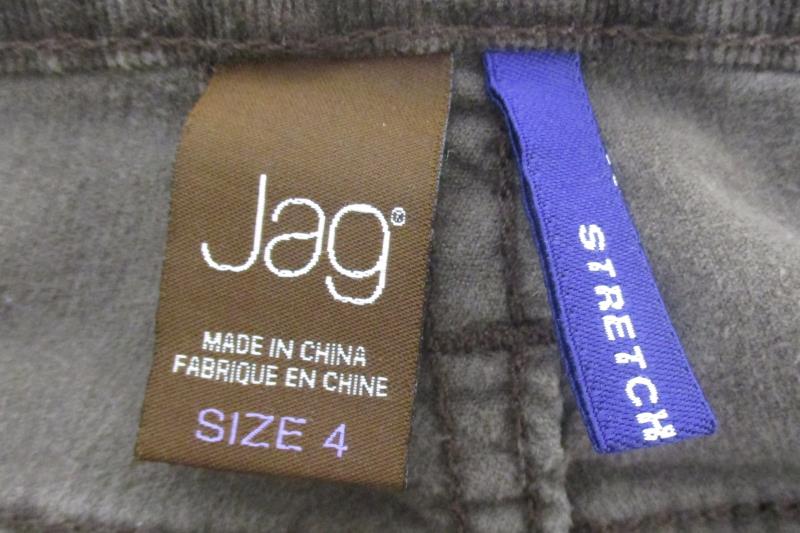 Jag®
MADE IN CHINA
FABRIQUE EN CHINE
SIZE 4
STRETCH